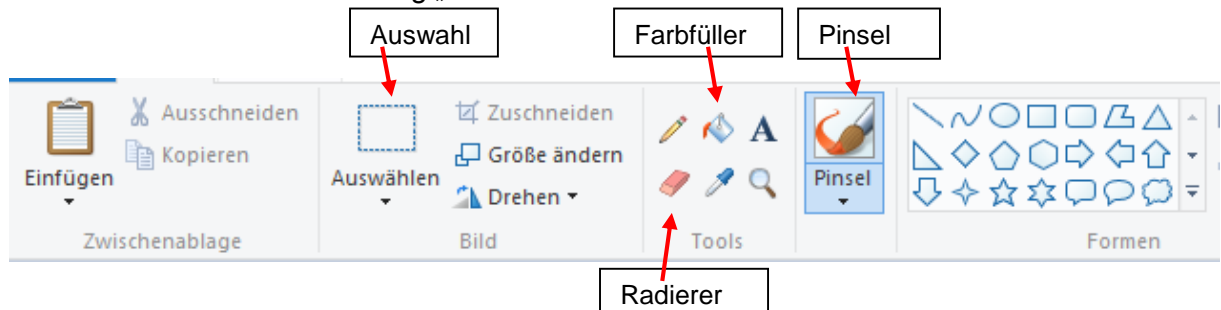 Auswahl
Farbfüller
Pinsel
Ausschneiden
Kopieren
Einfügen
Zwischenablage
Auswählen
Zuschneiden
Größe ändern
Drehen
Bild
A
Tools
Pinsel
Formen
Radierer